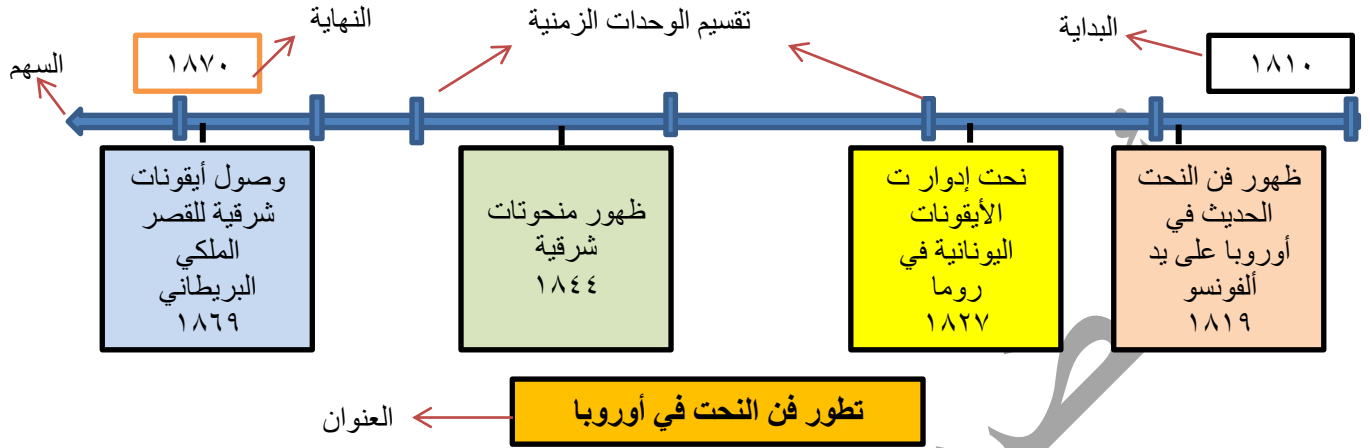 البداية
تقسيم الوحدات الزمنية
النهاية
السهم
١٨١٠
١٨٧٠
ظهور فن النحت
الحديث في
أوروبا على يد
ألفونسو
١٨١٩
نحت إدوار ت
الأيقونات
اليونانية في
روما
١٨٢٧
ظهور منحوتات
شرقية
١٨٤٤
وصول أيقونات
شرقية للقصر
الملكي
البريطاني
١٨٦٩
تطور فن النحت في أوروبا
العنوان